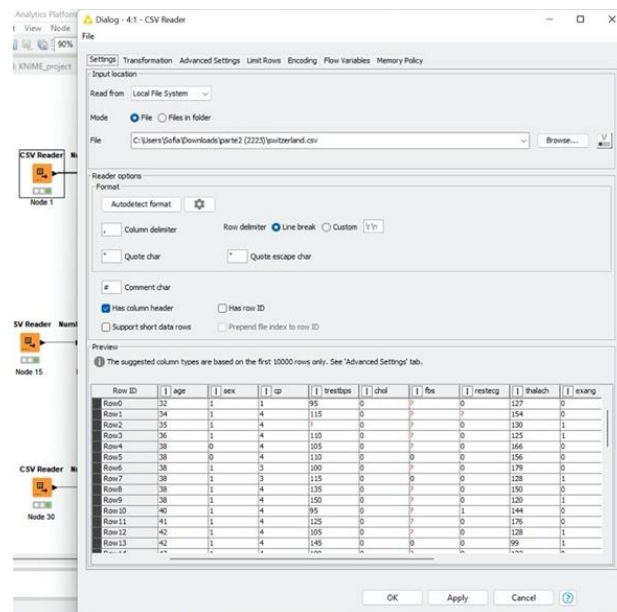 Analytics Platform
View Node
90%
KNIME_project
CSV Reader
Node 1
SV Reader Numl
Node 15
CSV Reader
Node 30
Dialog - 4:1 - CSV Reader
File
Settings Transformation Advanced Settings Limit Rows Encoding Flow Variables Memory Policy
Input location
Read from Local File System
Mode File Files in folder
File C:\Users\Sofia\Downloads\parte2 (2223)\switzerland.csv Browse...
Reader options
Format
Autodetect format
, Column delimiter Row delimiter Line break Custom \r\n
" Quote char " Quote escape char
# Comment char
Has column header Has row ID
Support short data rows Prepend file index to row ID
Preview
The suggested column types are based on the first 10000 rows only. See 'Advanced Settings' tab.
Row ID I age I sex I cp I trestbps I chol I fbs I restecg I thalach I exang
Row0 32 1 1 95 0 ? 0 127 0
Row1 34 1 4 115 0 ? ? 154 0
Row2 35 1 4 ? 0 ? 0 130 1
Row3 36 1 4 110 0 ? 0 125 1
Row4 38 0 4 105 0 ? 0 166 0
Row5 38 0 4 110 0 0 0 156 0
Row6 38 1 3 100 0 ? 0 179 0
Row7 38 1 3 115 0 0 0 128 1
Row8 38 1 4 135 0 ? 0 150 0
Row9 38 1 4 150 0 ? 0 120 1
Row10 40 1 4 95 0 ? 1 144 0
Row11 41 1 4 125 0 ? 0 176 0
Row12 42 1 4 105 0 ? 0 128 1
Row13 42 1 4 145 0 0 0 99 1
OK Apply Cancel ?